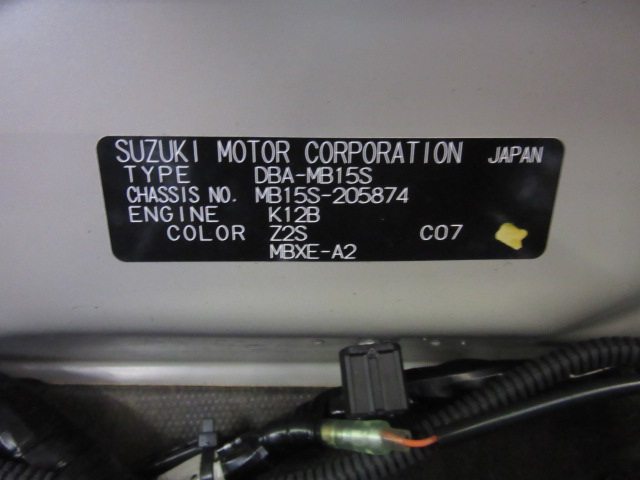 SUZUKI MOTOR CORPORATION JAPAN
TYPE DBA-MB15S
CHASSIS NO. MB15S-205874
ENGINE K12B
COLOR Z2S C07
MBXE-A2